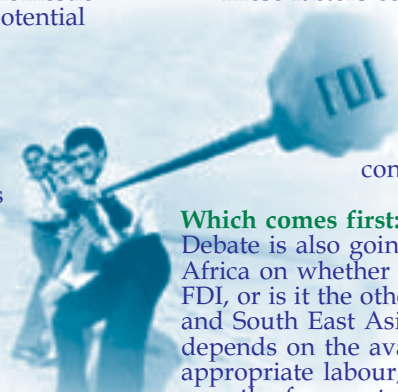 otential
FDI
con
s
Which comes first:
Debate is also goin
Africa on whether
FDI, or is it the othe
and South East Asi
depends on the ava
appropriate labour,